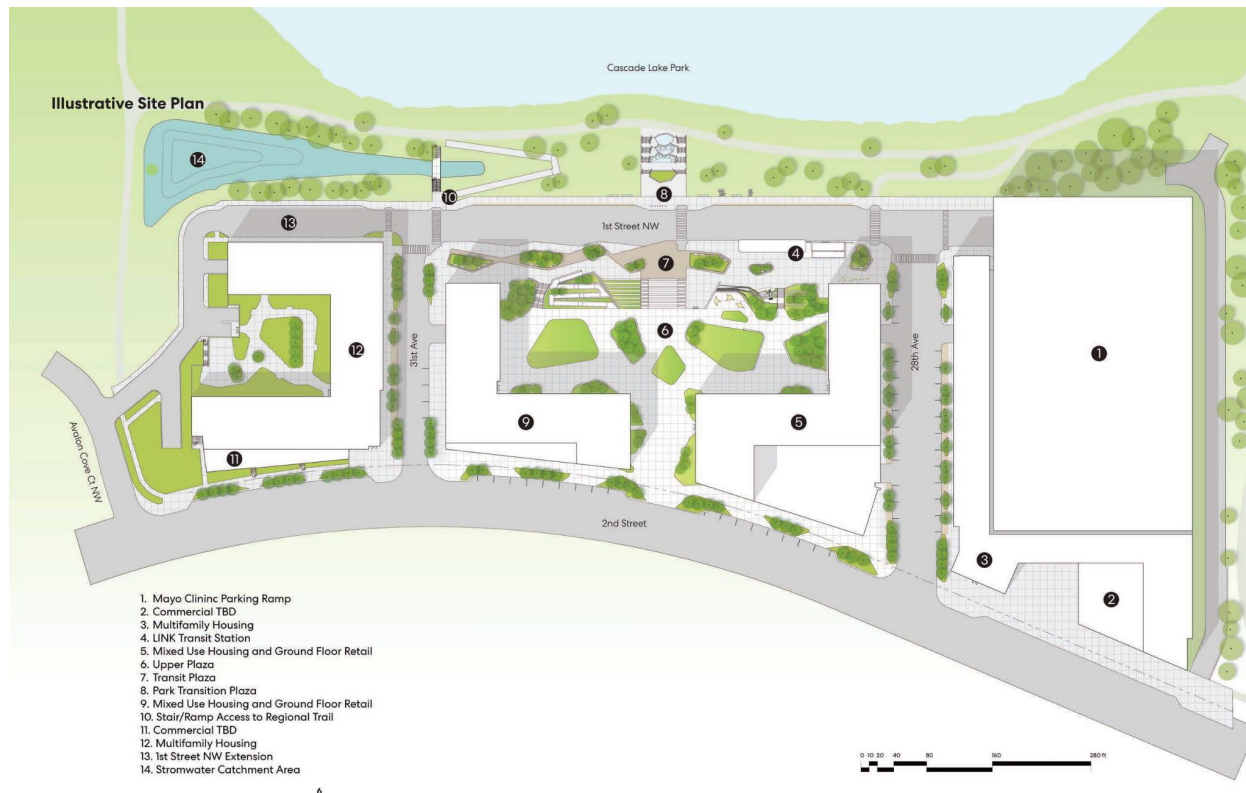 Cascade Lake Park
Illustrative Site Plan
14
10
8
13
1st Street NW
7
4
6
12
31st Ave
28th Ave
1
9
5
Avalon Cove Ct NW
11
2nd Street
3
2
1. Mayo Clininc Parking Ramp
2. Commercial TBD
3. Multifamily Housing
4. LINK Transit Station
5. Mixed Use Housing and Ground Floor Retail
6. Upper Plaza
7. Transit Plaza
8. Park Transition Plaza
9. Mixed Use Housing and Ground Floor Retail
10. Stair/Ramp Access to Regional Trail
11. Commercial TBD
12. Multifamily Housing
13. 1st Street NW Extension
14. Stromwater Catchment Area
0 10 20 40 80 160 280 ft
6